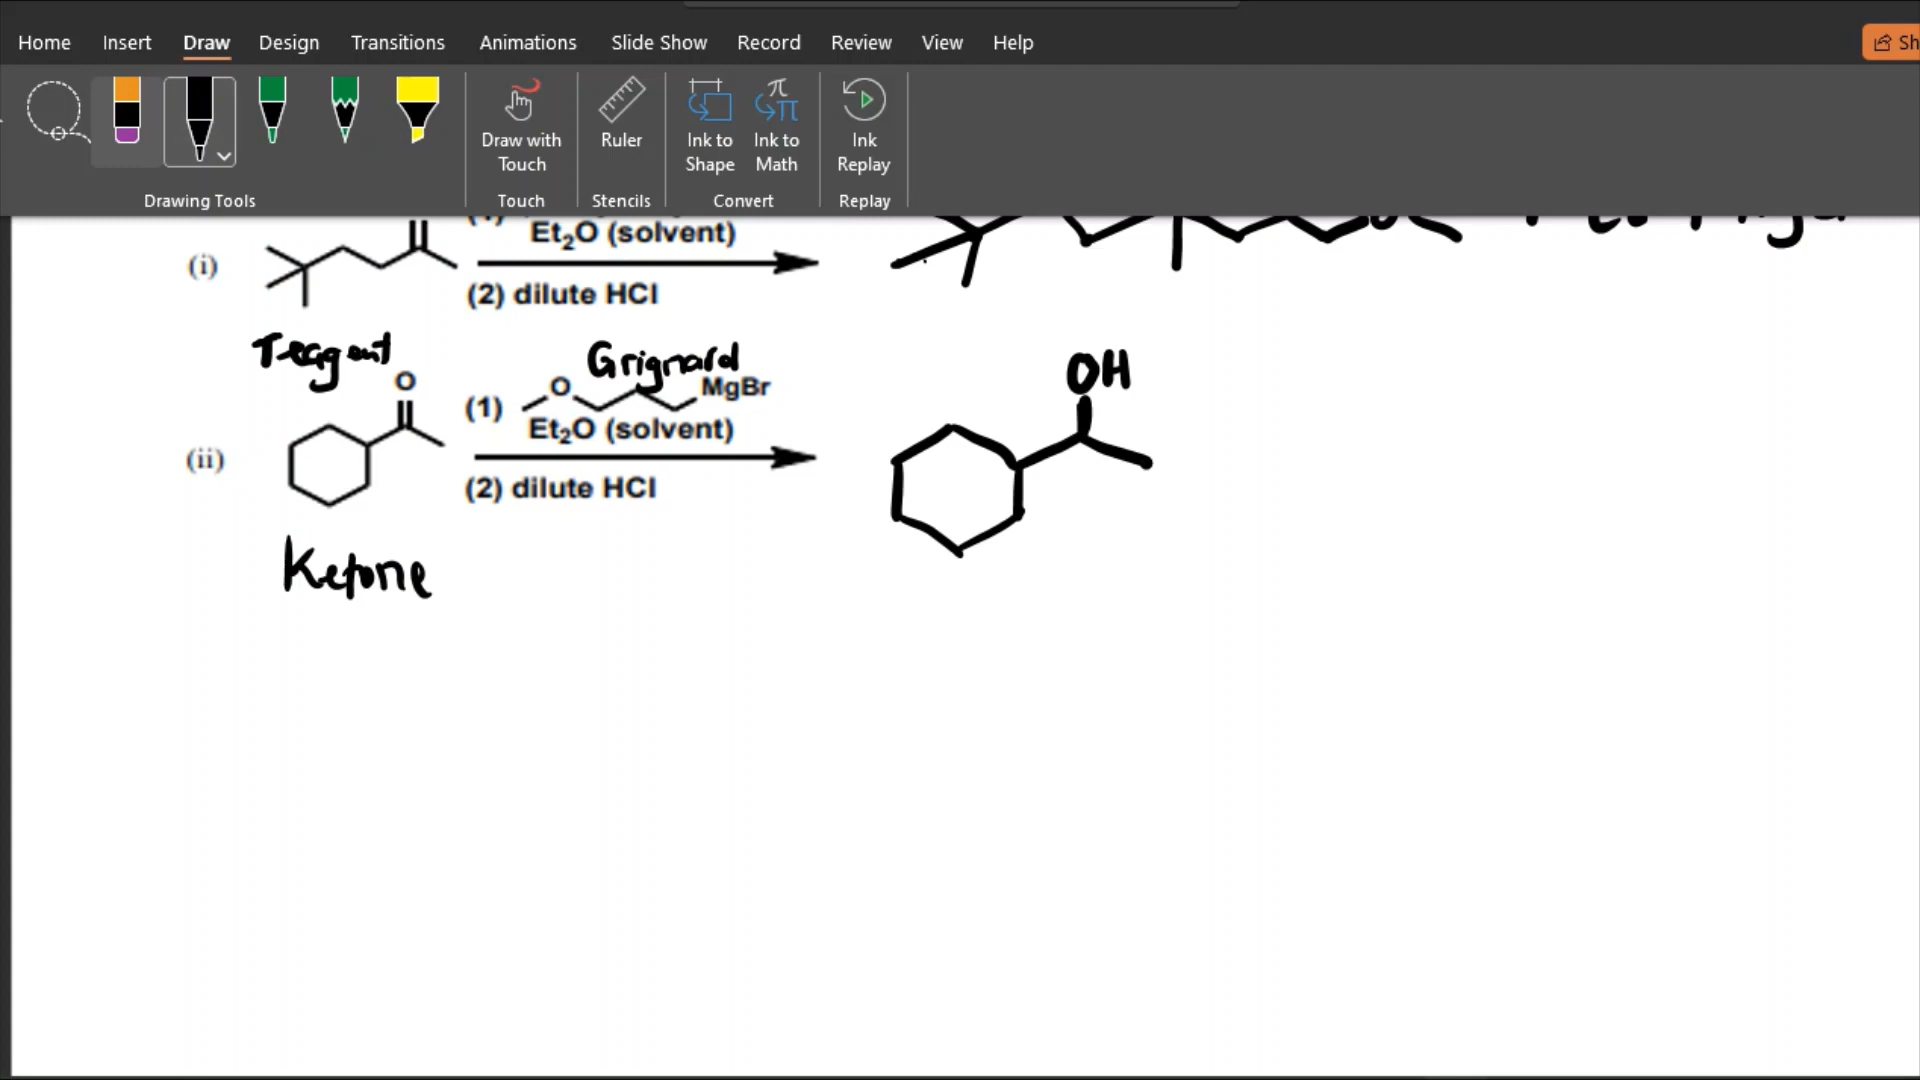 Home Insert Draw Design Transitions Animations Slide Show Record Review View Help Sh
Draw with Touch
Ruler
Ink to Shape
Ink to Math
Ink Replay
Drawing Tools Touch Stencils Convert Replay
Et2O (solvent)
(i)
(2) dilute HCl
Grignard
OH
O
(1) O MgBr
Et2O (solvent)
(ii)
(2) dilute HCl
Ketone